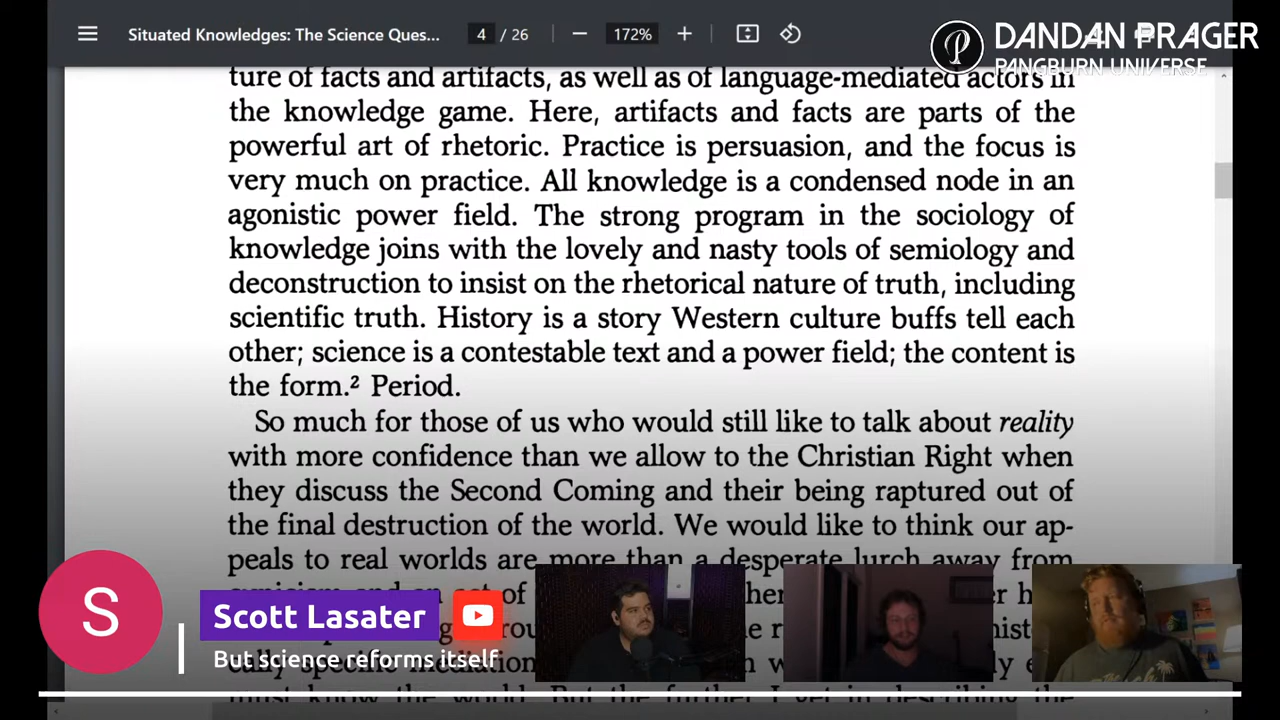 Situated Knowledges: The Science Ques...
4 / 26
172%
DANDAN PRAGER
PANGBURN UNIVERSE
ture of facts and artifacts, as well as of language-mediated actors in
the knowledge game. Here, artifacts and facts are parts of the
powerful art of rhetoric. Practice is persuasion, and the focus is
very much on practice. All knowledge is a condensed node in an
agonistic power field. The strong program in the sociology of
knowledge joins with the lovely and nasty tools of semiology and
deconstruction to insist on the rhetorical nature of truth, including
scientific truth. History is a story Western culture buffs tell each
other; science is a contestable text and a power field; the content is
the form.² Period.
So much for those of us who would still like to talk about reality
with more confidence than we allow to the Christian Right when
they discuss the Second Coming and their being raptured out of
the final destruction of the world. We would like to think our ap-
peals to real worlds are more than a desperate lurch away from
S
Scott Lasater
But science reforms itself